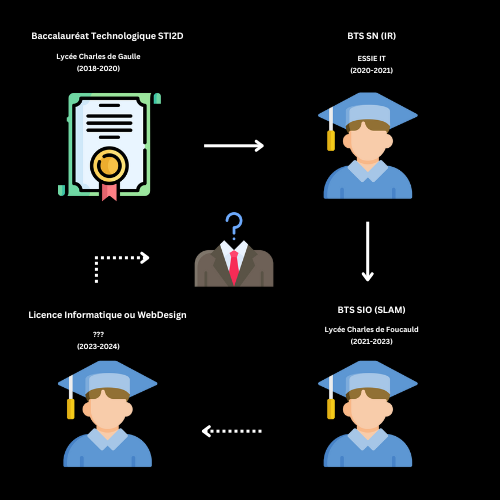 Baccalauréat Technologique STI2D
Lycée Charles de Gaulle
(2018-2020)
BTS SN (IR)
ESSIE IT
(2020-2021)
?
BTS SIO (SLAM)
Lycée Charles de Foucauld
(2021-2023)
Licence Informatique ou WebDesign
???
(2023-2024)